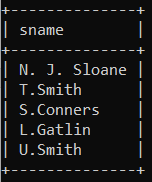 +--------------+
| sname        |
+--------------+
| N. J. Sloane |
| T.Smith      |
| S.Conners    |
| L.Gatlin     |
| U.Smith      |
+--------------+